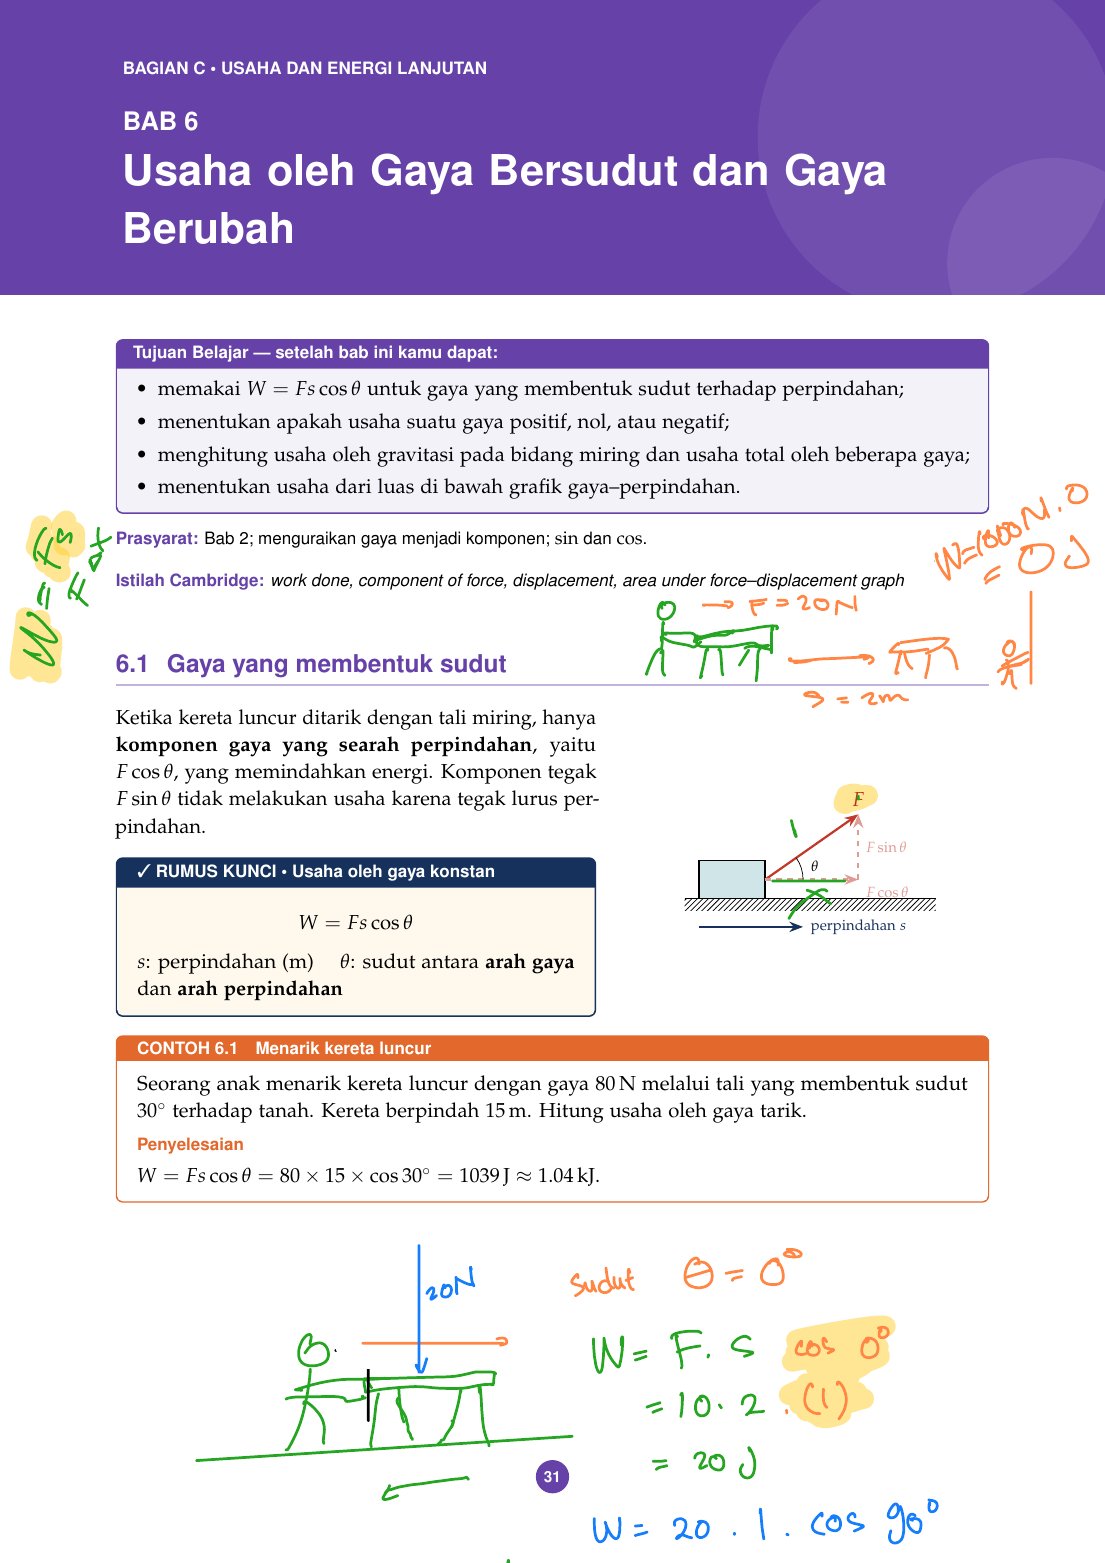 BAGIAN C • USAHA DAN ENERGI LANJUTAN
BAB 6
Usaha oleh Gaya Bersudut dan Gaya
Berubah
Tujuan Belajar — setelah bab ini kamu dapat:
• memakai W = Fs cos θ untuk gaya yang membentuk sudut terhadap perpindahan;
• menentukan apakah usaha suatu gaya positif, nol, atau negatif;
• menghitung usaha oleh gravitasi pada bidang miring dan usaha total oleh beberapa gaya;
• menentukan usaha dari luas di bawah grafik gaya–perpindahan.
Prasyarat: Bab 2; menguraikan gaya menjadi komponen; sin dan cos.
Istilah Cambridge: work done, component of force, displacement, area under force–displacement graph
W=1800N.0
= 0 J
W = Fs
→ F = 20N
s = 2m
6.1 Gaya yang membentuk sudut
Ketika kereta luncur ditarik dengan tali miring, hanya
komponen gaya yang searah perpindahan, yaitu
F cos θ, yang memindahkan energi. Komponen tegak
F sin θ tidak melakukan usaha karena tegak lurus per-
pindahan.
F
F sin θ
θ
F cos θ
perpindahan s
✓ RUMUS KUNCI • Usaha oleh gaya konstan
W = Fs cos θ
s: perpindahan (m) θ: sudut antara arah gaya
dan arah perpindahan
CONTOH 6.1 Menarik kereta luncur
Seorang anak menarik kereta luncur dengan gaya 80 N melalui tali yang membentuk sudut
30° terhadap tanah. Kereta berpindah 15 m. Hitung usaha oleh gaya tarik.
Penyelesaian
W = Fs cos θ = 80 × 15 × cos 30° = 1039 J ≈ 1.04 kJ.
20N
sudut θ = 0°
W = F. s cos 0°
= 10. 2 . (1)
= 20 J
31
W = 20 . 1 . cos 90°